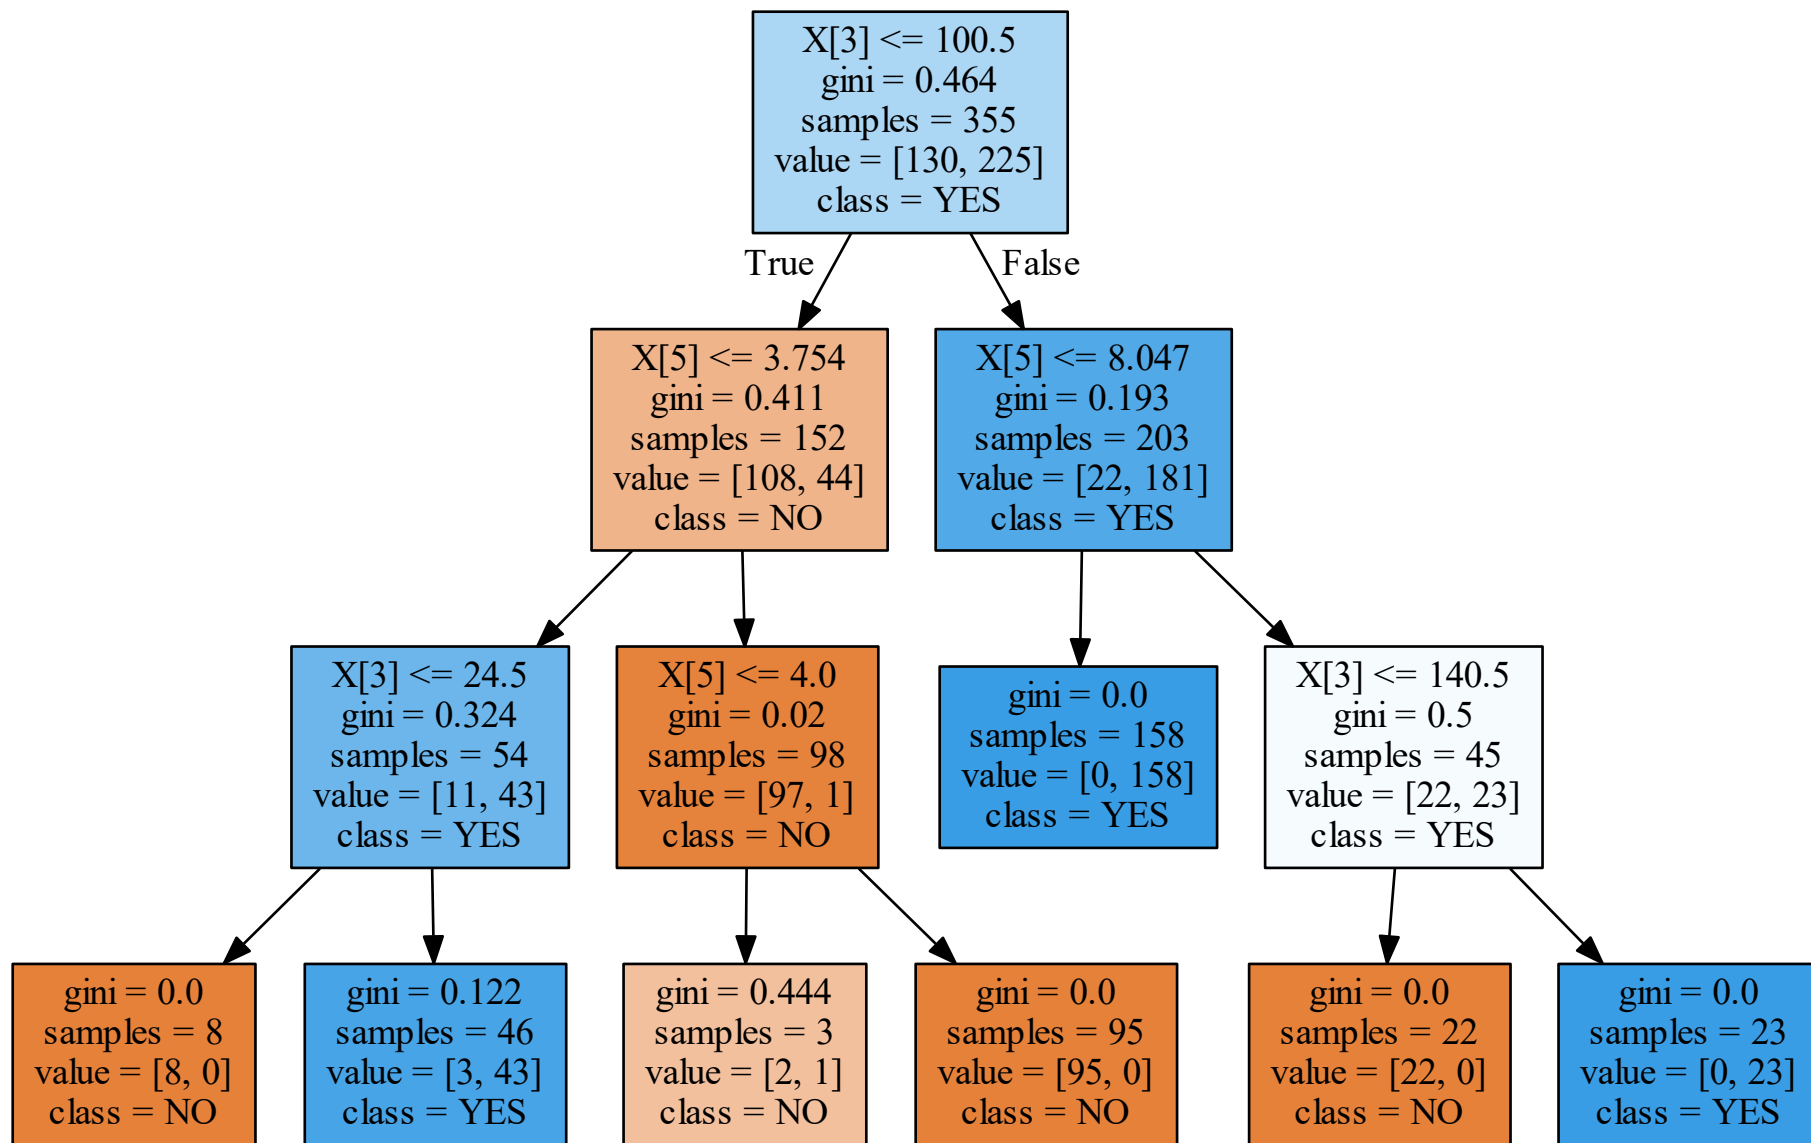 X[3] <= 100.5
gini = 0.464
samples = 355
value = [130, 225]
class = YES
True
False
X[5] <= 3.754
gini = 0.411
samples = 152
value = [108, 44]
class = NO
X[5] <= 8.047
gini = 0.193
samples = 203
value = [22, 181]
class = YES
X[3] <= 24.5
gini = 0.324
samples = 54
value = [11, 43]
class = YES
X[5] <= 4.0
gini = 0.02
samples = 98
value = [97, 1]
class = NO
gini = 0.0
samples = 158
value = [0, 158]
class = YES
X[3] <= 140.5
gini = 0.5
samples = 45
value = [22, 23]
class = YES
gini = 0.0
samples = 8
value = [8, 0]
class = NO
gini = 0.122
samples = 46
value = [3, 43]
class = YES
gini = 0.444
samples = 3
value = [2, 1]
class = NO
gini = 0.0
samples = 95
value = [95, 0]
class = NO
gini = 0.0
samples = 22
value = [22, 0]
class = NO
gini = 0.0
samples = 23
value = [0, 23]
class = YES